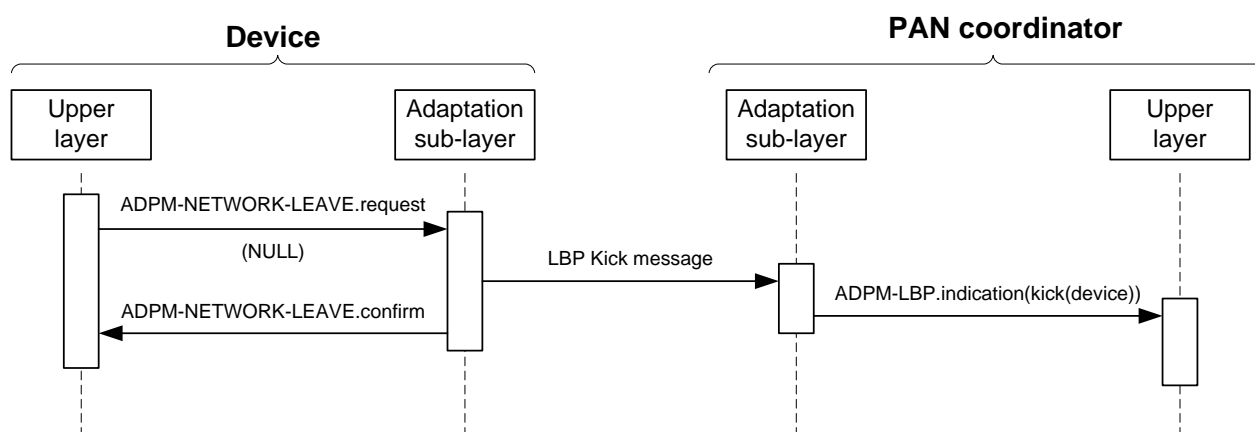 Device
PAN coordinator
Upper
layer
Adaptation
sub-layer
Adaptation
sub-layer
Upper
layer
ADPM-NETWORK-LEAVE.request
(NULL)
LBP Kick message
ADPM-LBP.indication(kick(device))
ADPM-NETWORK-LEAVE.confirm